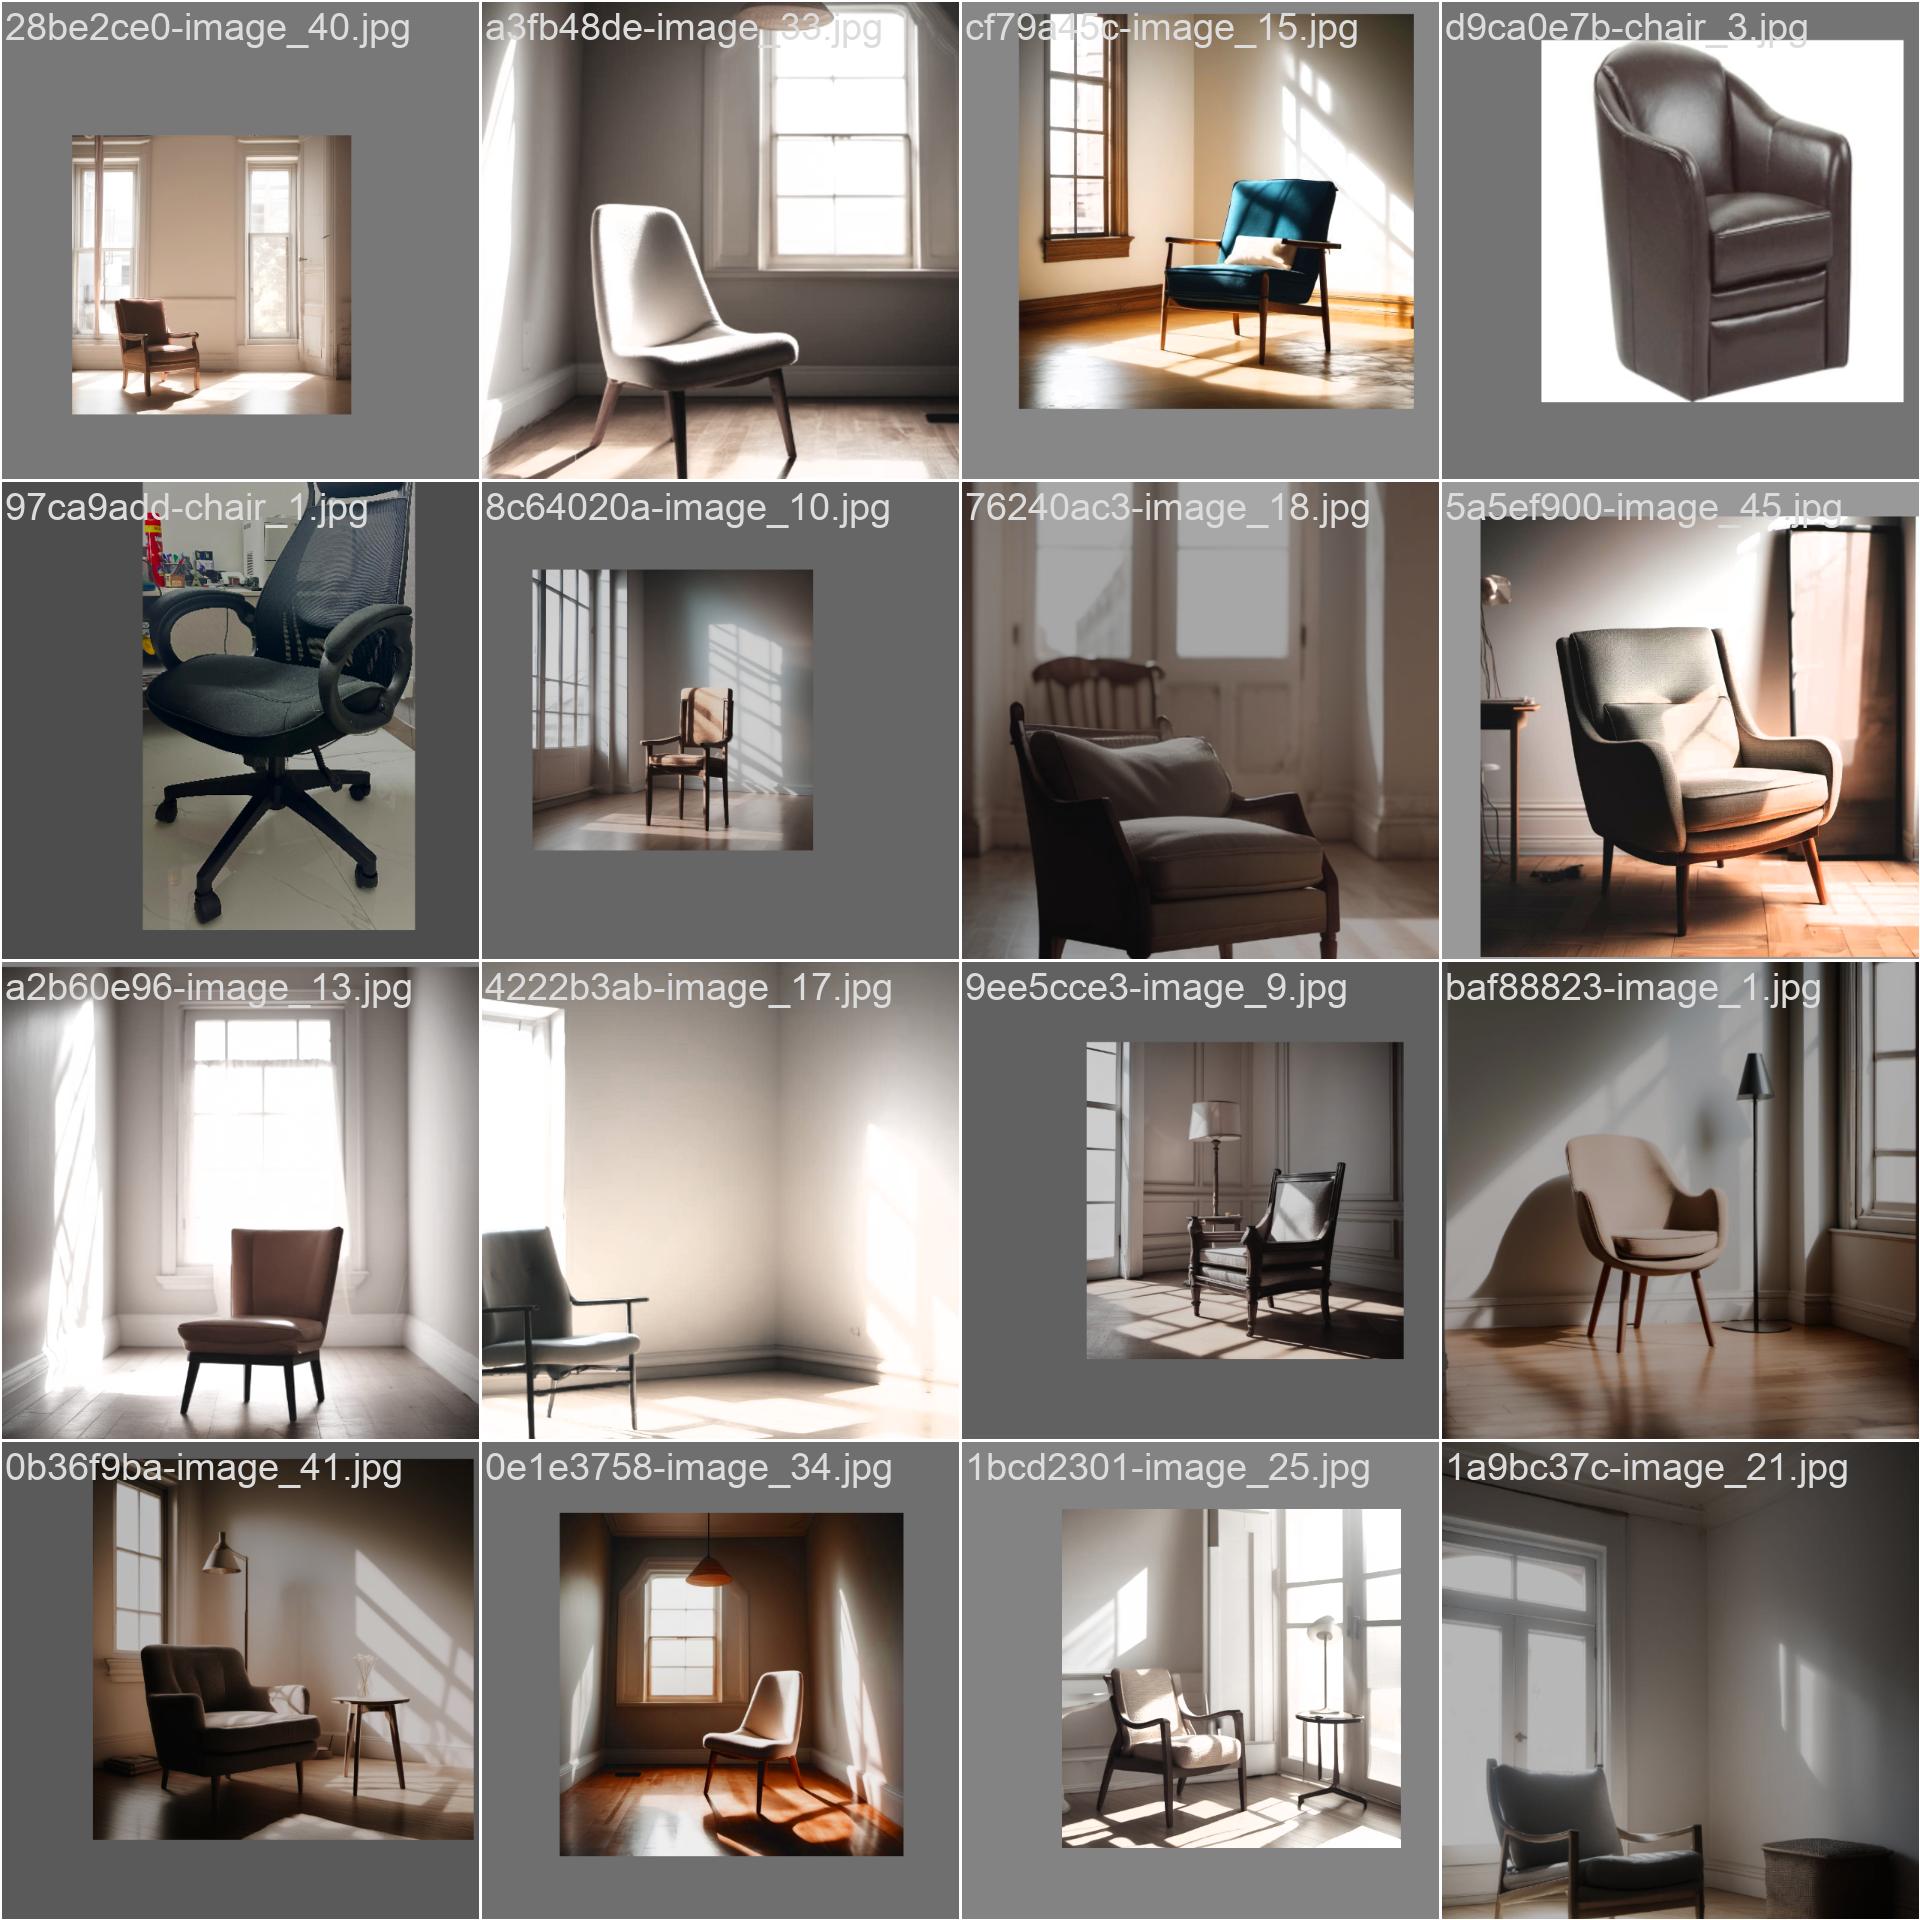 28be2ce0-image_40.jpg
a3fb48de-image_33.jpg
cf79a45c-image_15.jpg
d9ca0e7b-chair_3.jpg
97ca9add-chair_1.jpg
8c64020a-image_10.jpg
76240ac3-image_18.jpg
5a5ef900-image_45.jpg
a2b60e96-image_13.jpg
4222b3ab-image_17.jpg
9ee5cce3-image_9.jpg
baf88823-image_1.jpg
0b36f9ba-image_41.jpg
0e1e3758-image_34.jpg
1bcd2301-image_25.jpg
1a9bc37c-image_21.jpg